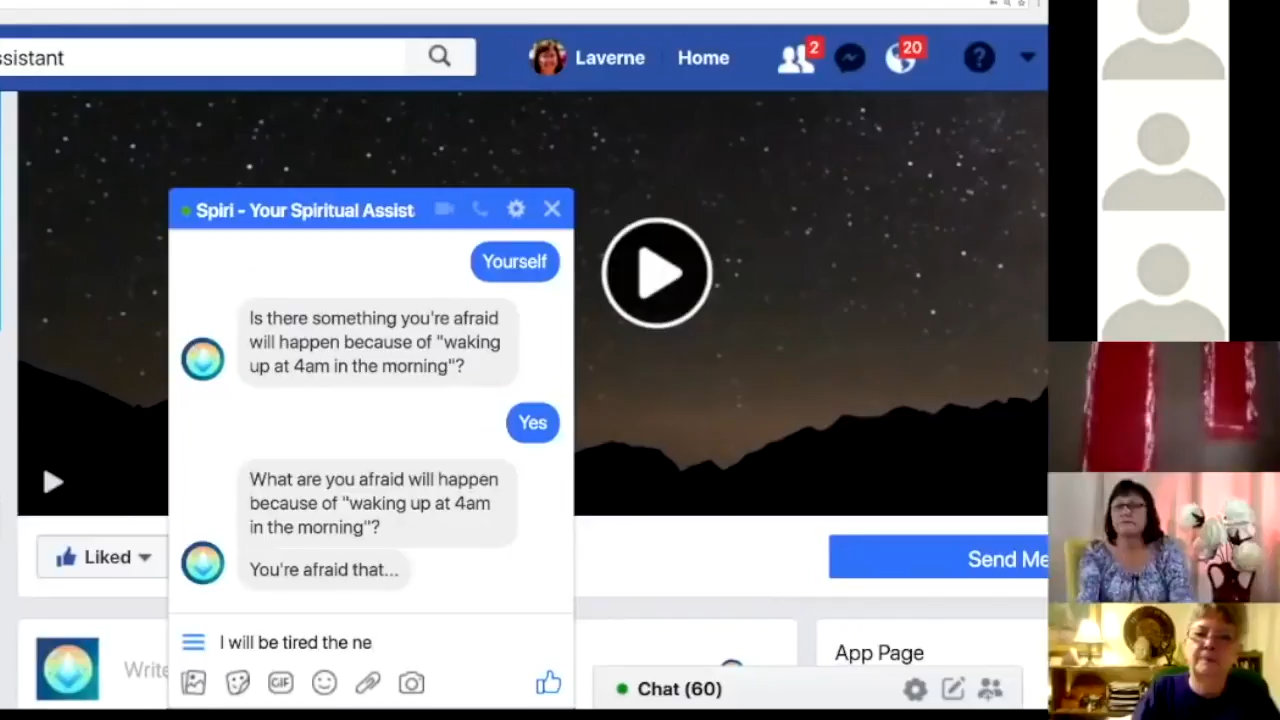 ssistant
Laverne
Home
2
20
?
Spiri - Your Spiritual Assist
Yourself
Is there something you're afraid
will happen because of "waking
up at 4am in the morning"?
Yes
What are you afraid will happen
because of "waking up at 4am
in the morning"?
You're afraid that...
I will be tired the ne
GIF
Liked
Send Me
Write
App Page
Chat (60)